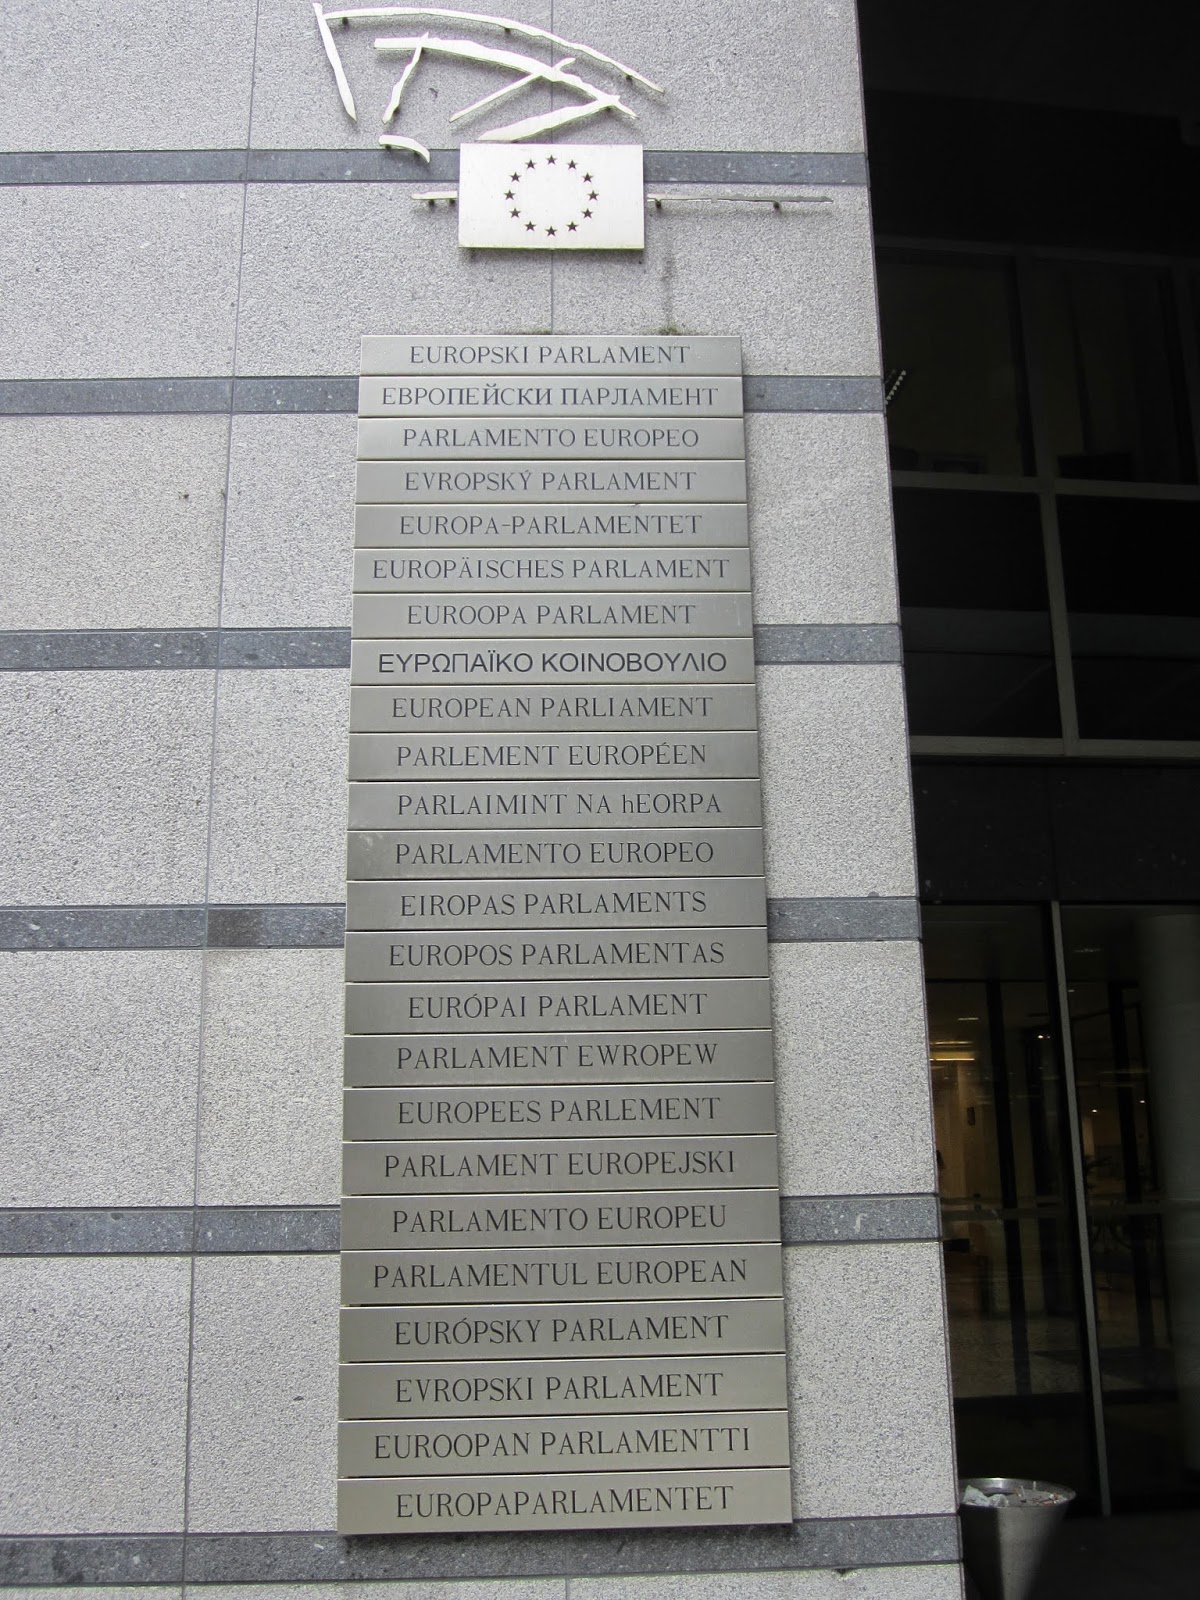 EUROPSKI PARLAMENT
ЕВРОПЕЙСКИ ПАРЛАМЕНТ
PARLAMENTO EUROPEO
EVROPSKÝ PARLAMENT
EUROPA-PARLAMENTET
EUROPÄISCHES PARLAMENT
EUROOPA PARLAMENT
ΕΥΡΩΠΑΪΚΟ ΚΟΙΝΟΒΟΥΛΙΟ
EUROPEAN PARLIAMENT
PARLEMENT EUROPÉEN
PARLAIMINT NA hEORPA
PARLAMENTO EUROPEO
EIROPAS PARLAMENTS
EUROPOS PARLAMENTAS
EURÓPAI PARLAMENT
PARLAMENT EWROPEW
EUROPEES PARLEMENT
PARLAMENT EUROPEJSKI
PARLAMENTO EUROPEU
PARLAMENTUL EUROPEAN
EURÓPSKY PARLAMENT
EVROPSKI PARLAMENT
EUROOPAN PARLAMENTTI
EUROPAPARLAMENTET